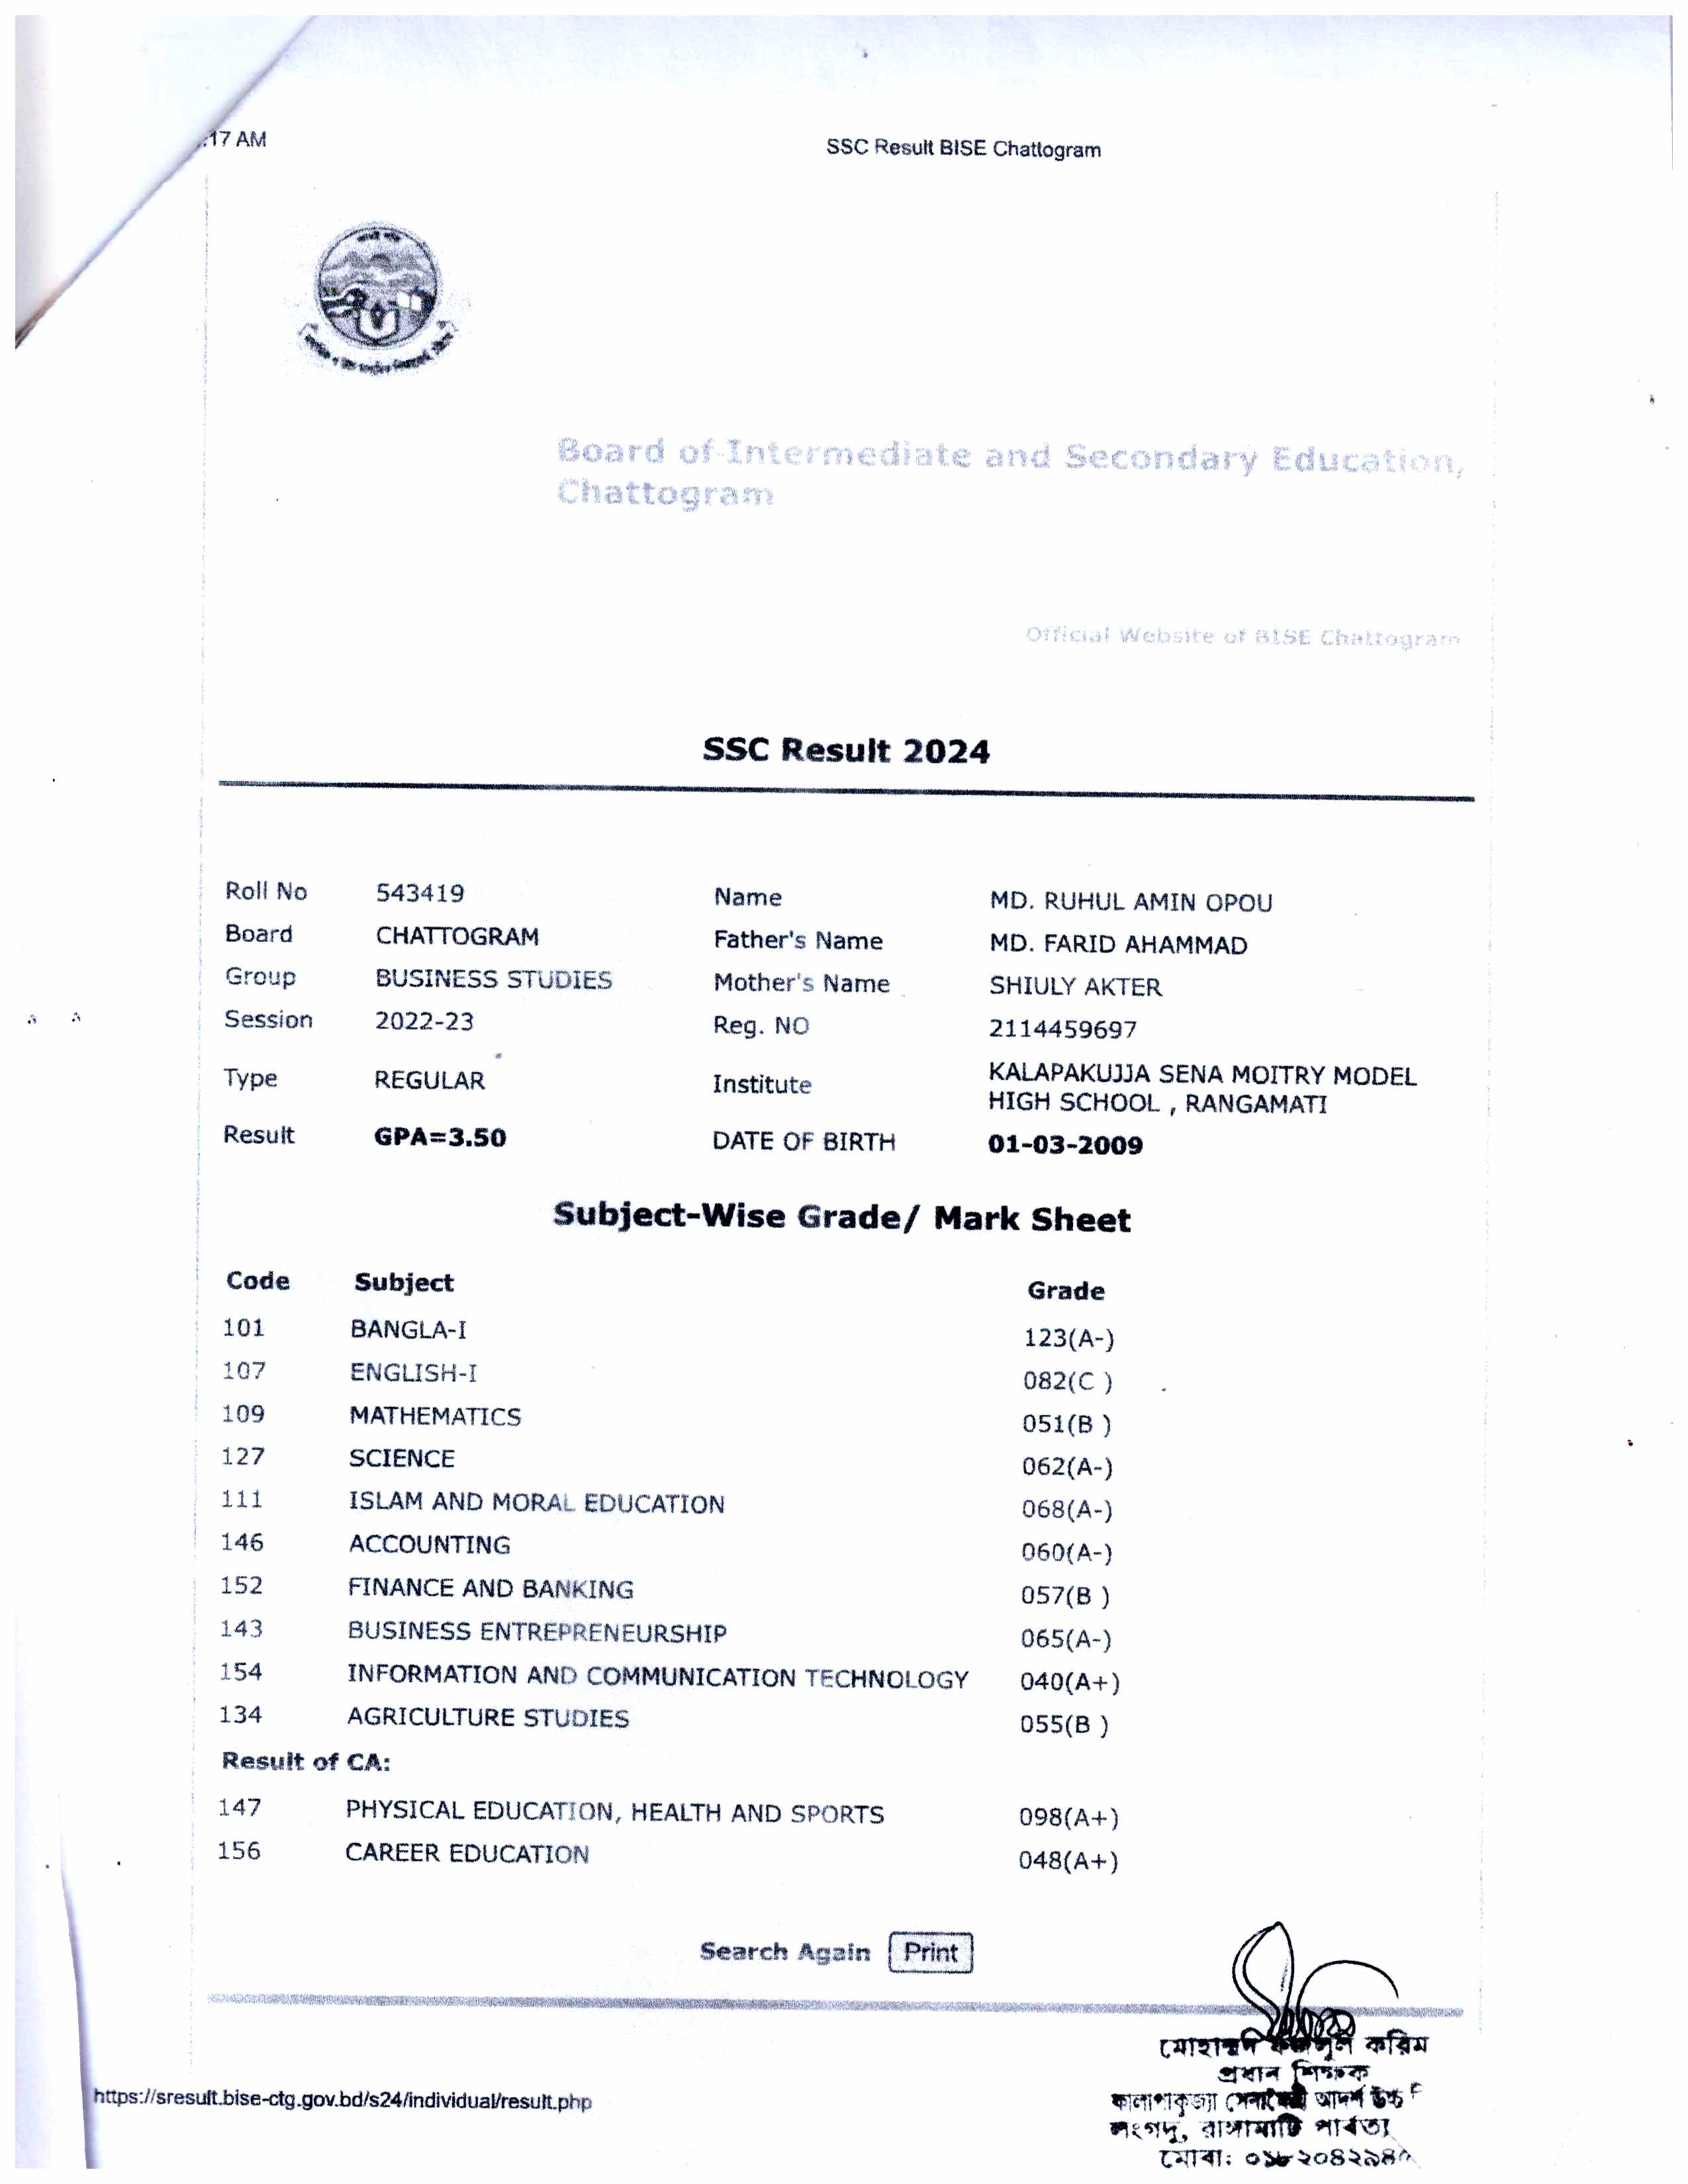 :17 AM
SSC Result BISE Chattogram
Board of Intermediate and Secondary Education,
Chattogram
Official Website of BISE Chattogram
SSC Result 2024
Roll No 543419 Name MD. RUHUL AMIN OPOU
Board CHATTOGRAM Father's Name MD. FARID AHAMMAD
Group BUSINESS STUDIES Mother's Name SHIULY AKTER
Session 2022-23 Reg. NO 2114459697
Type REGULAR Institute KALAPAKUJJA SENA MOITRY MODEL
HIGH SCHOOL , RANGAMATI
Result GPA=3.50 DATE OF BIRTH 01-03-2009
Subject-Wise Grade/ Mark Sheet
Code Subject Grade
101 BANGLA-I 123(A-)
107 ENGLISH-I 082(C )
109 MATHEMATICS 051(B )
127 SCIENCE 062(A-)
111 ISLAM AND MORAL EDUCATION 068(A-)
146 ACCOUNTING 060(A-)
152 FINANCE AND BANKING 057(B )
143 BUSINESS ENTREPRENEURSHIP 065(A-)
154 INFORMATION AND COMMUNICATION TECHNOLOGY 040(A+)
134 AGRICULTURE STUDIES 055(B )
Result of CA:
147 PHYSICAL EDUCATION, HEALTH AND SPORTS 098(A+)
156 CAREER EDUCATION 048(A+)
Search Again Print
করিম
প্রধান শিক্ষক
কালাপাকুজ্যা আদর্শ উচ্চ
লংগদু, রাঙ্গামাটি পার্বত্য
মোবা:
https://sresult.bise-ctg.gov.bd/s24/individual/result.php